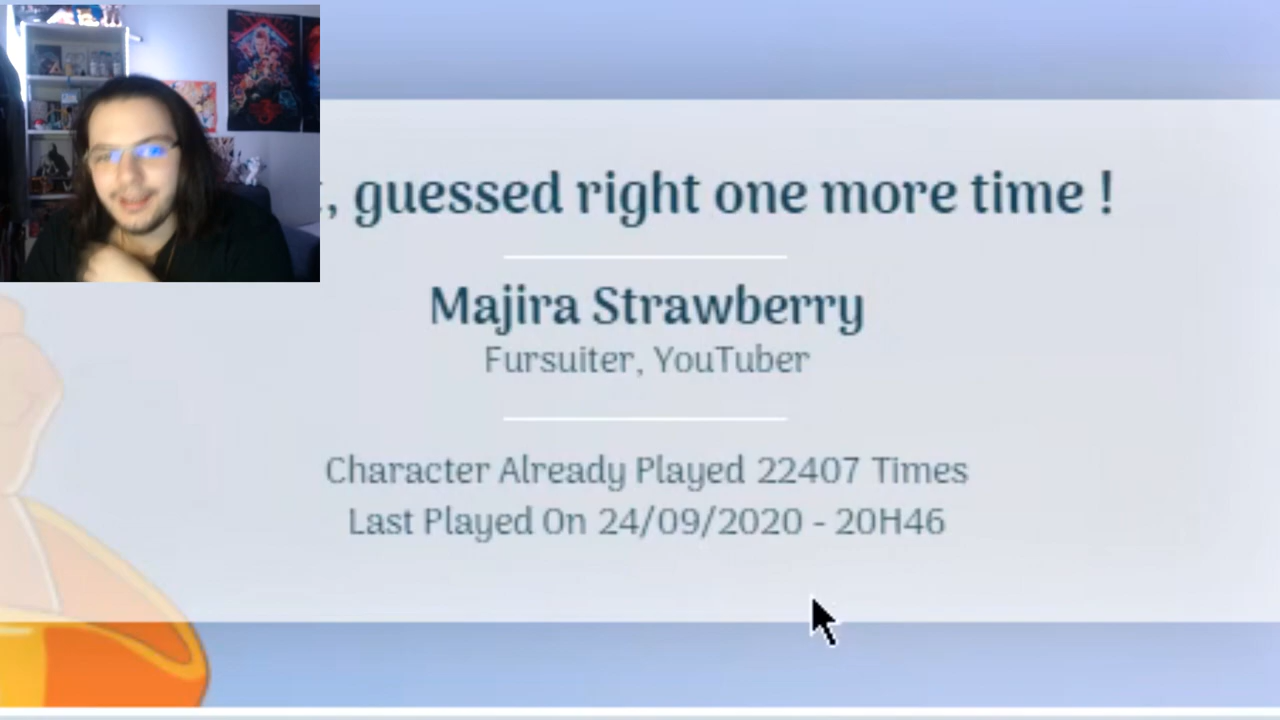 , guessed right one more time !
Majira Strawberry
Fursuiter, YouTuber
Character Already Played 22407 Times
Last Played On 24/09/2020 - 20H46